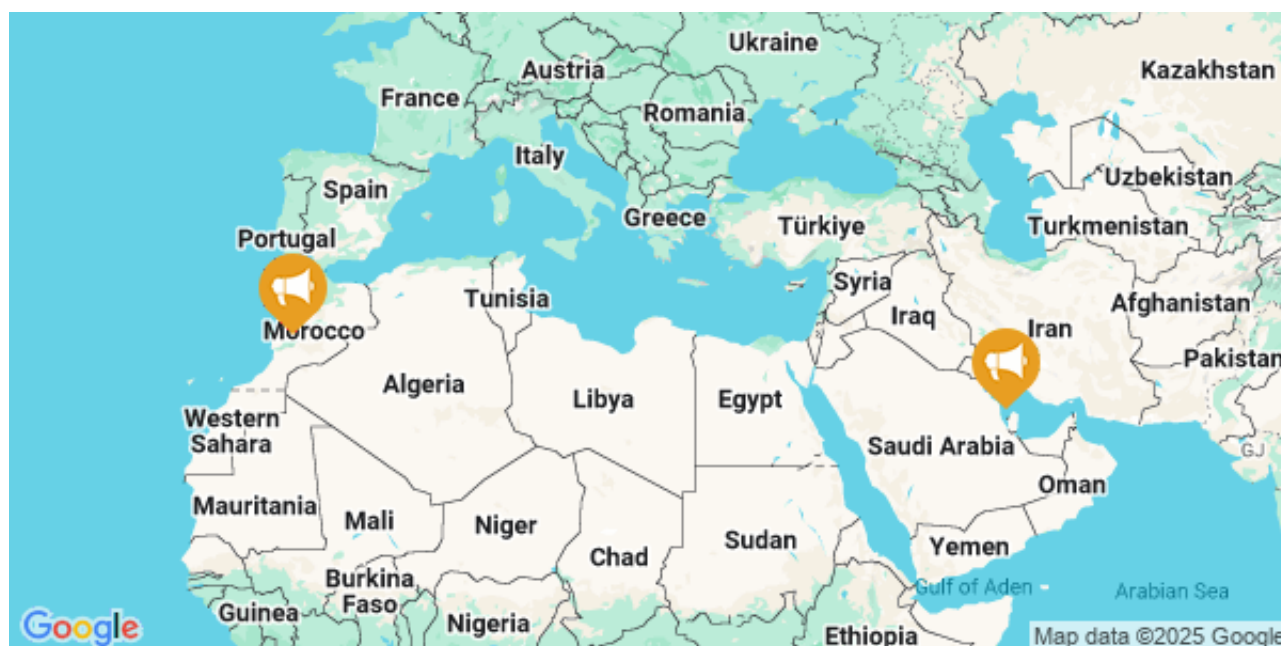 Ukraine
Kazakhstan
Austria
France
Romania
Italy
Uzbekistan
Spain
Greece
Türkiye
Turkmenistan
Portugal
Syria
Tunisia
Afghanistan
Iraq
Iran
Morocco
Pakistan
Algeria
Libya
Egypt
Western
Sahara
Saudi Arabia
GJ
Oman
Mauritania
Mali
Niger
Sudan
Yemen
Chad
Burkina
Faso
Gulf of Aden
Arabian Sea
Guinea
Nigeria
Ethiopia
Google
Map data ©2025 Google